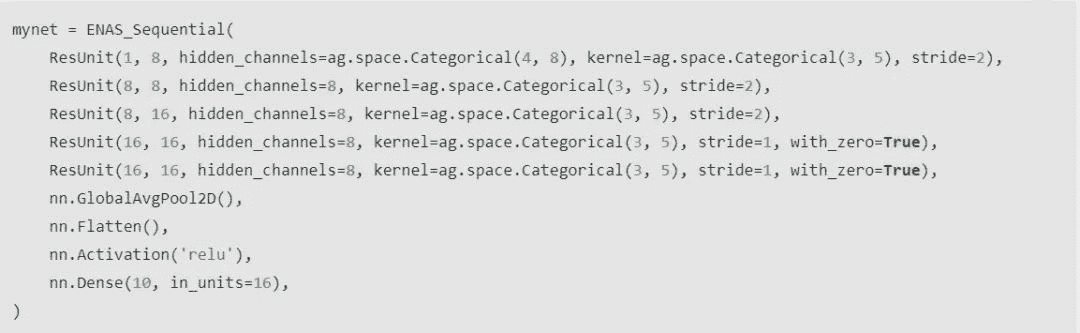 mynet = ENAS_Sequential(
    ResUnit(1, 8, hidden_channels=ag.space.Categorical(4, 8), kernel=ag.space.Categorical(3, 5), stride=2),
    ResUnit(8, 8, hidden_channels=8, kernel=ag.space.Categorical(3, 5), stride=2),
    ResUnit(8, 16, hidden_channels=8, kernel=ag.space.Categorical(3, 5), stride=2),
    ResUnit(16, 16, hidden_channels=8, kernel=ag.space.Categorical(3, 5), stride=1, with_zero=True),
    ResUnit(16, 16, hidden_channels=8, kernel=ag.space.Categorical(3, 5), stride=1, with_zero=True),
    nn.GlobalAvgPool2D(),
    nn.Flatten(),
    nn.Activation('relu'),
    nn.Dense(10, in_units=16),
)